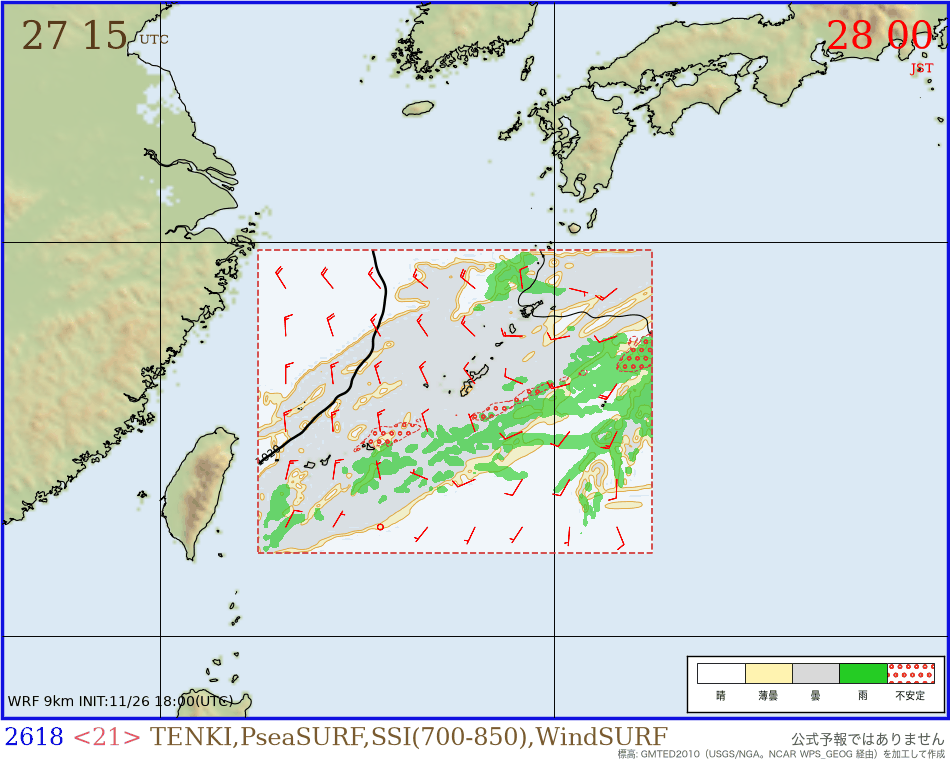 27 15 UTC
28 00
JST
WRF 9km INIT:11/26 18:00(UTC)
晴 薄曇 曇 雨 不安定
2618 <21> TENKI,PseaSURF,SSI(700-850),WindSURF
公式予報ではありません
標高: GMTED2010（USGS/NGA。NCAR WPS_GEOG 経由）を加工して作成